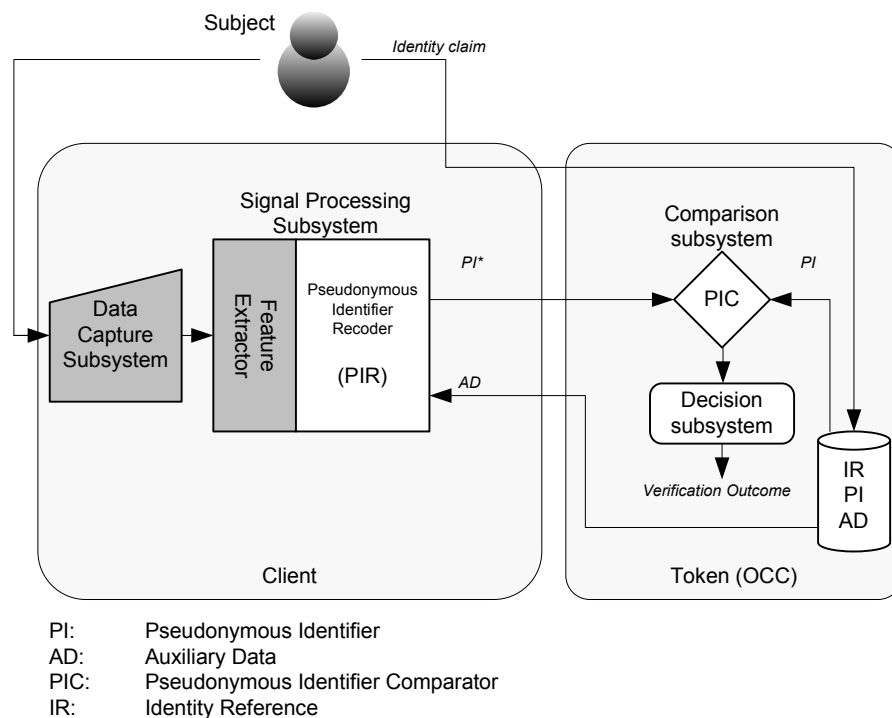 Subject
Identity claim
Signal Processing
Subsystem
Comparison
subsystem
PI*
PI
Data
Capture
Subsystem
Feature
Extractor
Pseudonymous
Identifier
Recoder
(PIR)
PIC
AD
Decision
subsystem
Verification Outcome
IR
PI
AD
Client
Token (OCC)
PI: Pseudonymous Identifier
AD: Auxiliary Data
PIC: Pseudonymous Identifier Comparator
IR: Identity Reference